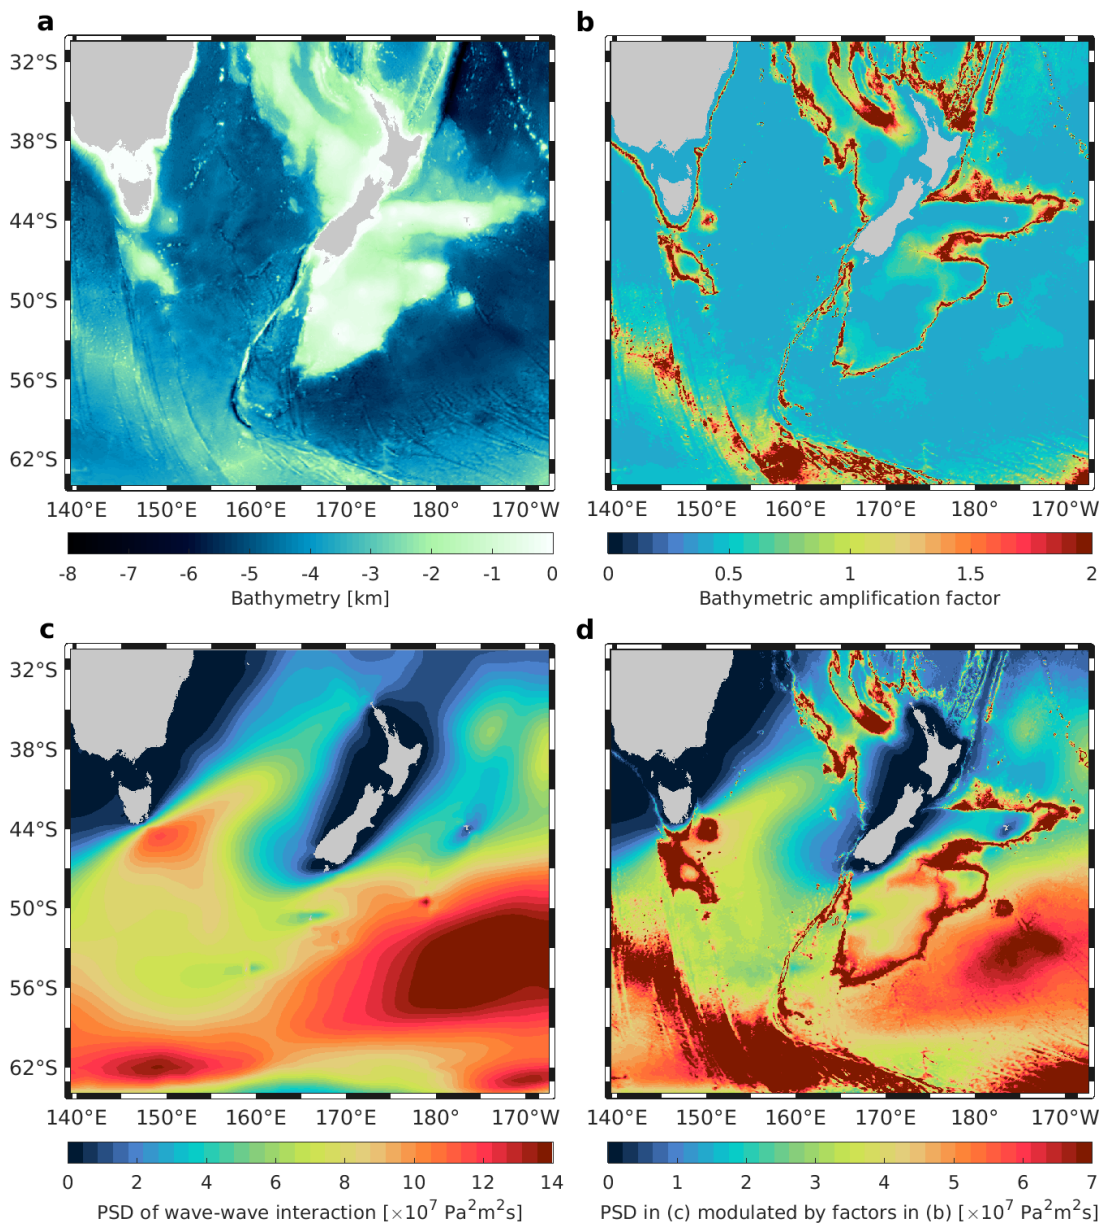 a
b
32°S
38°S
44°S
50°S
56°S
62°S
140°E 150°E 160°E 170°E 180° 170°W
140°E 150°E 160°E 170°E 180° 170°W
-8 -7 -6 -5 -4 -3 -2 -1 0
Bathymetry [km]
0 0.5 1 1.5 2
Bathymetric amplification factor
c
d
32°S
38°S
44°S
50°S
56°S
62°S
140°E 150°E 160°E 170°E 180° 170°W
140°E 150°E 160°E 170°E 180° 170°W
0 2 4 6 8 10 12 14
PSD of wave-wave interaction [×10⁷ Pa²m²s]
0 1 2 3 4 5 6 7
PSD in (c) modulated by factors in (b) [×10⁷ Pa²m²s]